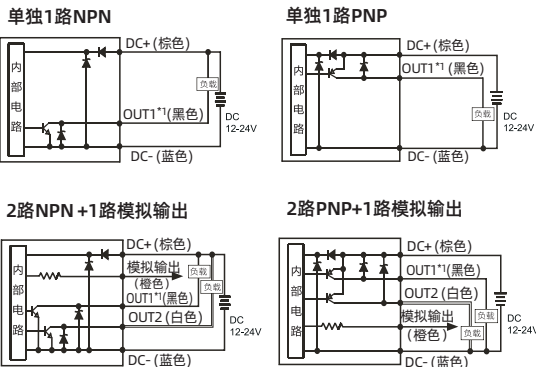 单独1路NPN
内部电路
DC+ (棕色)
负载
OUT1*1(黑色)
DC
12-24V
DC- (蓝色)
单独1路PNP
内部电路
DC+ (棕色)
OUT1*1 (黑色)
负载
DC
12-24V
DC- (蓝色)
2路NPN +1路模拟输出
内部电路
DC+ (棕色)
模拟输出
(橙色)
负载
负载
OUT1*1(黑色)
OUT2 (白色)
DC
12-24V
DC- (蓝色)
2路PNP+1路模拟输出
内部电路
DC+ (棕色)
OUT1*1(黑色)
OUT2 (白色)
模拟输出
(橙色)
负载
负载
DC
12-24V
DC- (蓝色)